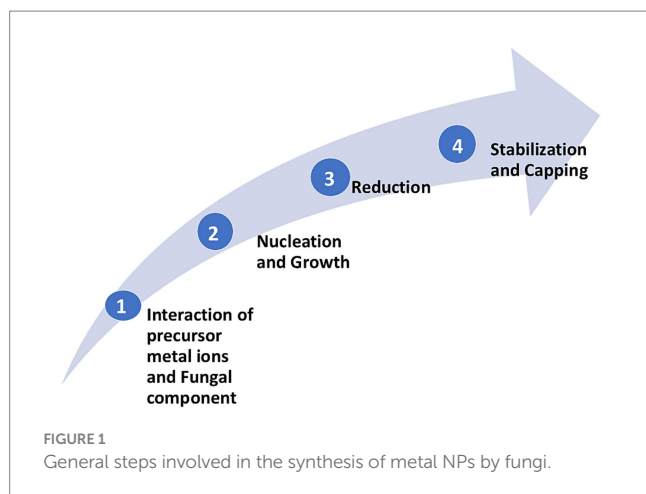 4
Stabilization
and Capping
3
Reduction
2
Nucleation
and Growth
1
Interaction of
precursor
metal ions
and Fungal
component
FIGURE 1
General steps involved in the synthesis of metal NPs by fungi.